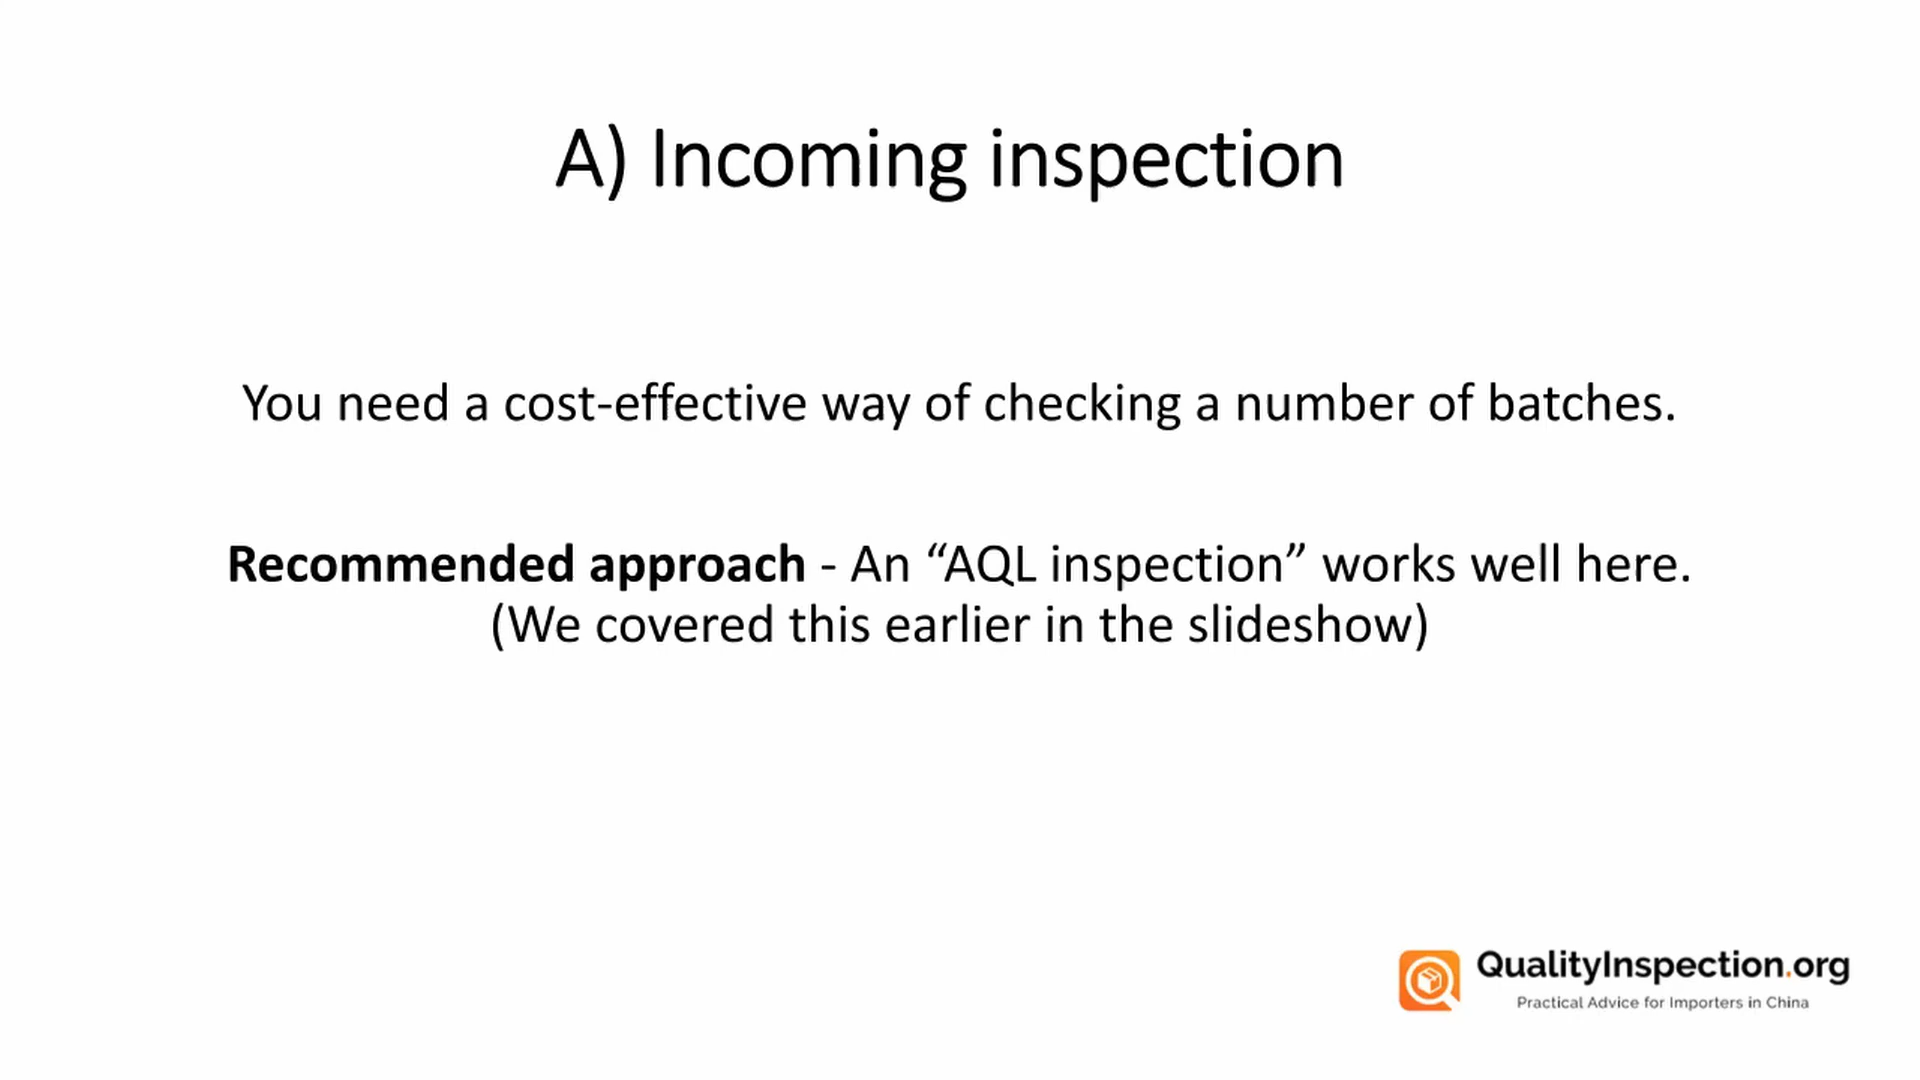 A) Incoming inspection
You need a cost-effective way of checking a number of batches.
Recommended approach - An “AQL inspection” works well here.
(We covered this earlier in the slideshow)
QualityInspection.org
Practical Advice for Importers in China